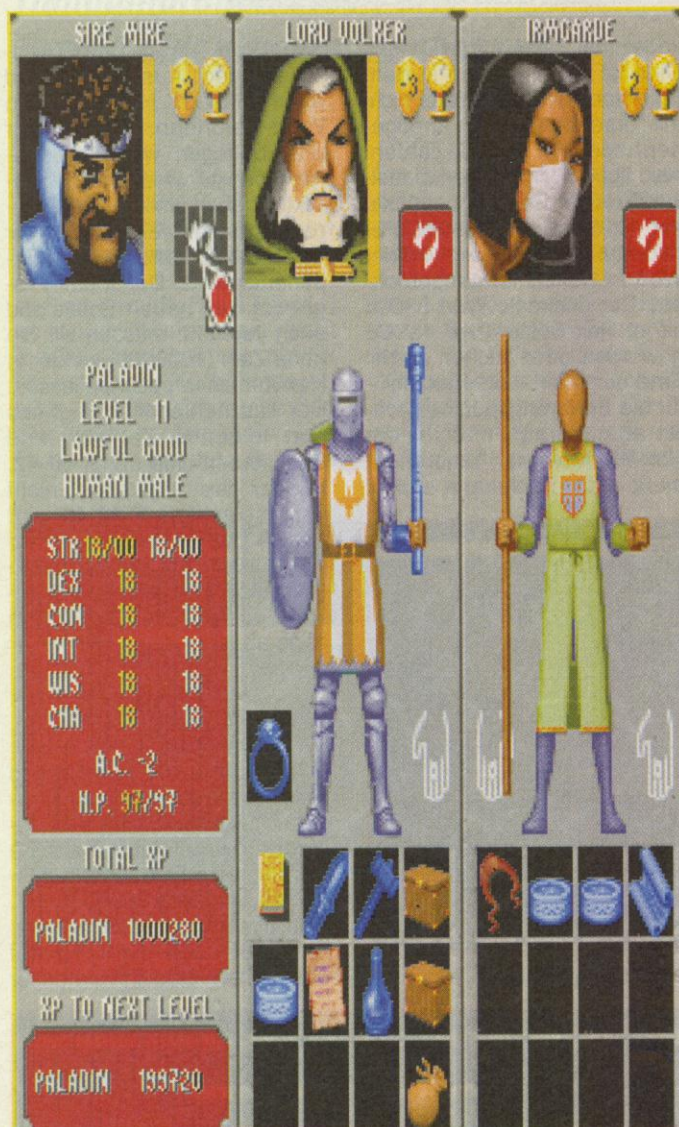 SIRE MIKE
-2
PALADIN
LEVEL 11
LAWFUL GOOD
HUMAN MALE
STR 18/00 18/00
DEX 18 18
CON 18 18
INT 18 18
WIS 18 18
CHA 18 18
A.C. -2
H.P. 97/97
TOTAL XP
PALADIN 1000280
XP TO NEXT LEVEL
PALADIN 199720
LORD VOLKER
-3
IRMGARDE
2